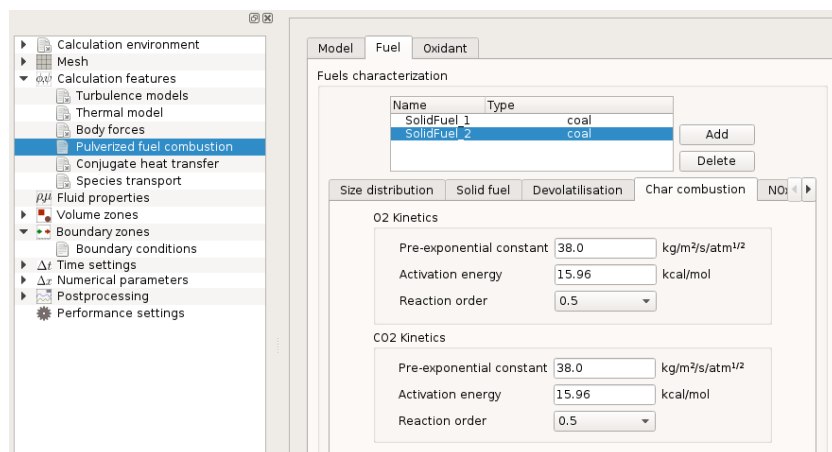 Calculation environment
Mesh
Calculation features
Turbulence models
Thermal model
Body forces
Pulverized fuel combustion
Conjugate heat transfer
Species transport
Fluid properties
Volume zones
Boundary zones
Boundary conditions
Δt Time settings
Δx Numerical parameters
Postprocessing
Performance settings
Model Fuel Oxidant
Fuels characterization
Name Type
SolidFuel_1 coal
SolidFuel_2 coal
Add
Delete
Size distribution Solid fuel Devolatilisation Char combustion
O2 Kinetics
Pre-exponential constant 38.0 kg/m²/s/atm¹/²
Activation energy 15.96 kcal/mol
Reaction order 0.5
CO2 Kinetics
Pre-exponential constant 38.0 kg/m²/s/atm¹/²
Activation energy 15.96 kcal/mol
Reaction order 0.5